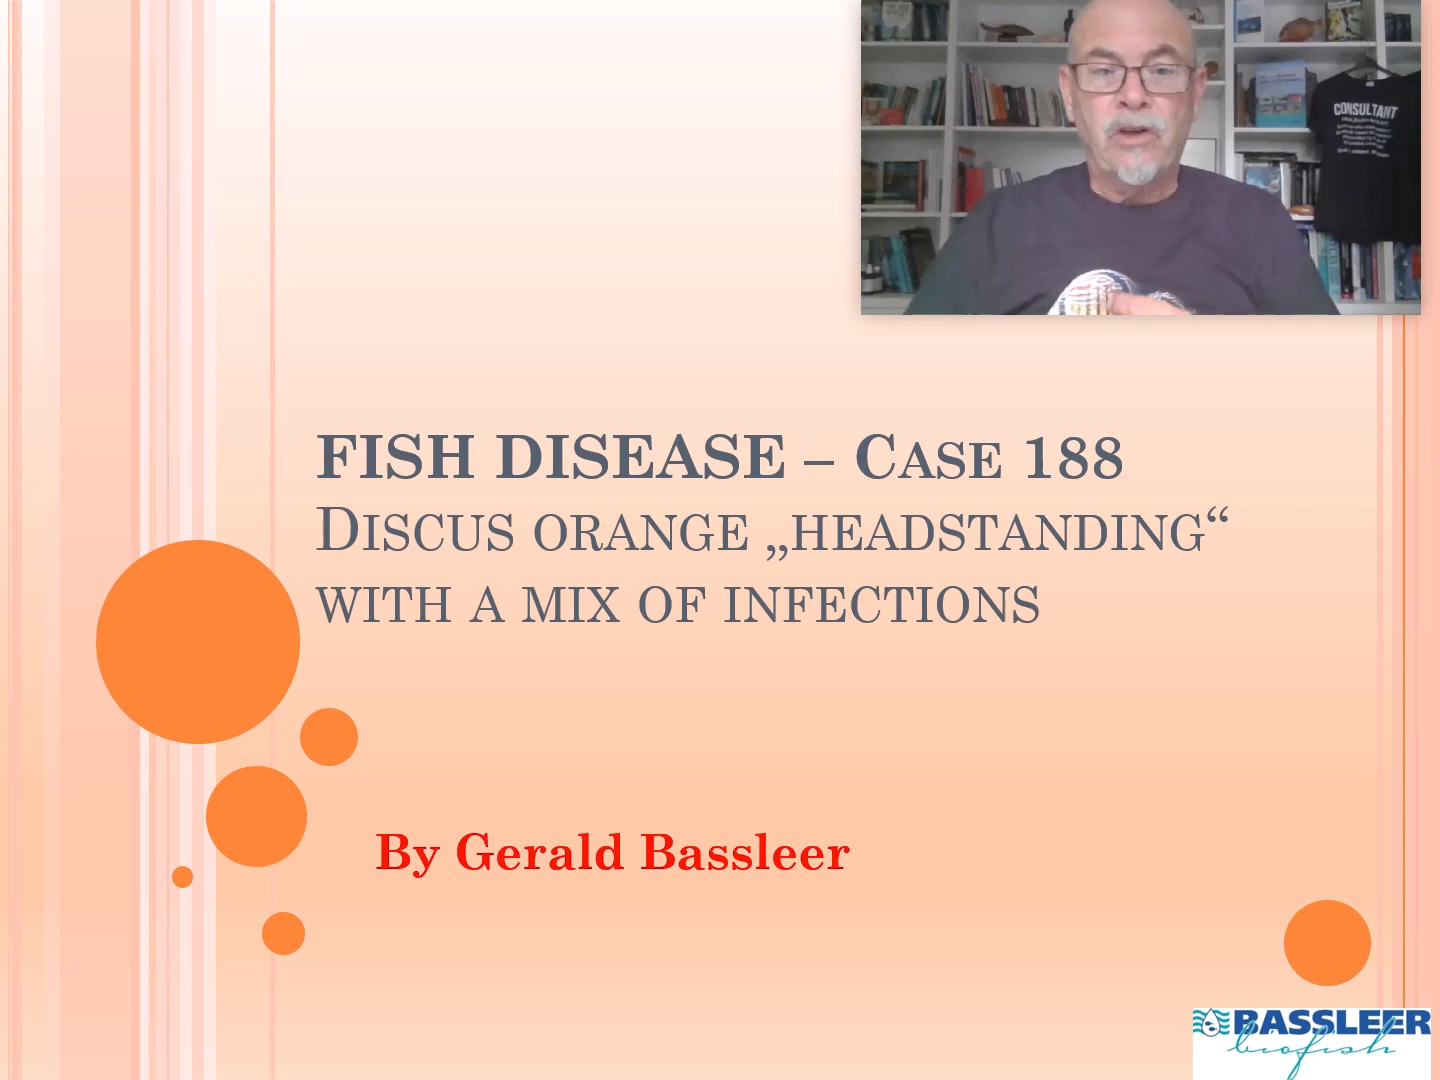 CONSULTANT
FISH DISEASE – CASE 188
DISCUS ORANGE „HEADSTANDING“
WITH A MIX OF INFECTIONS
By Gerald Bassleer
BASSLEER
biofish